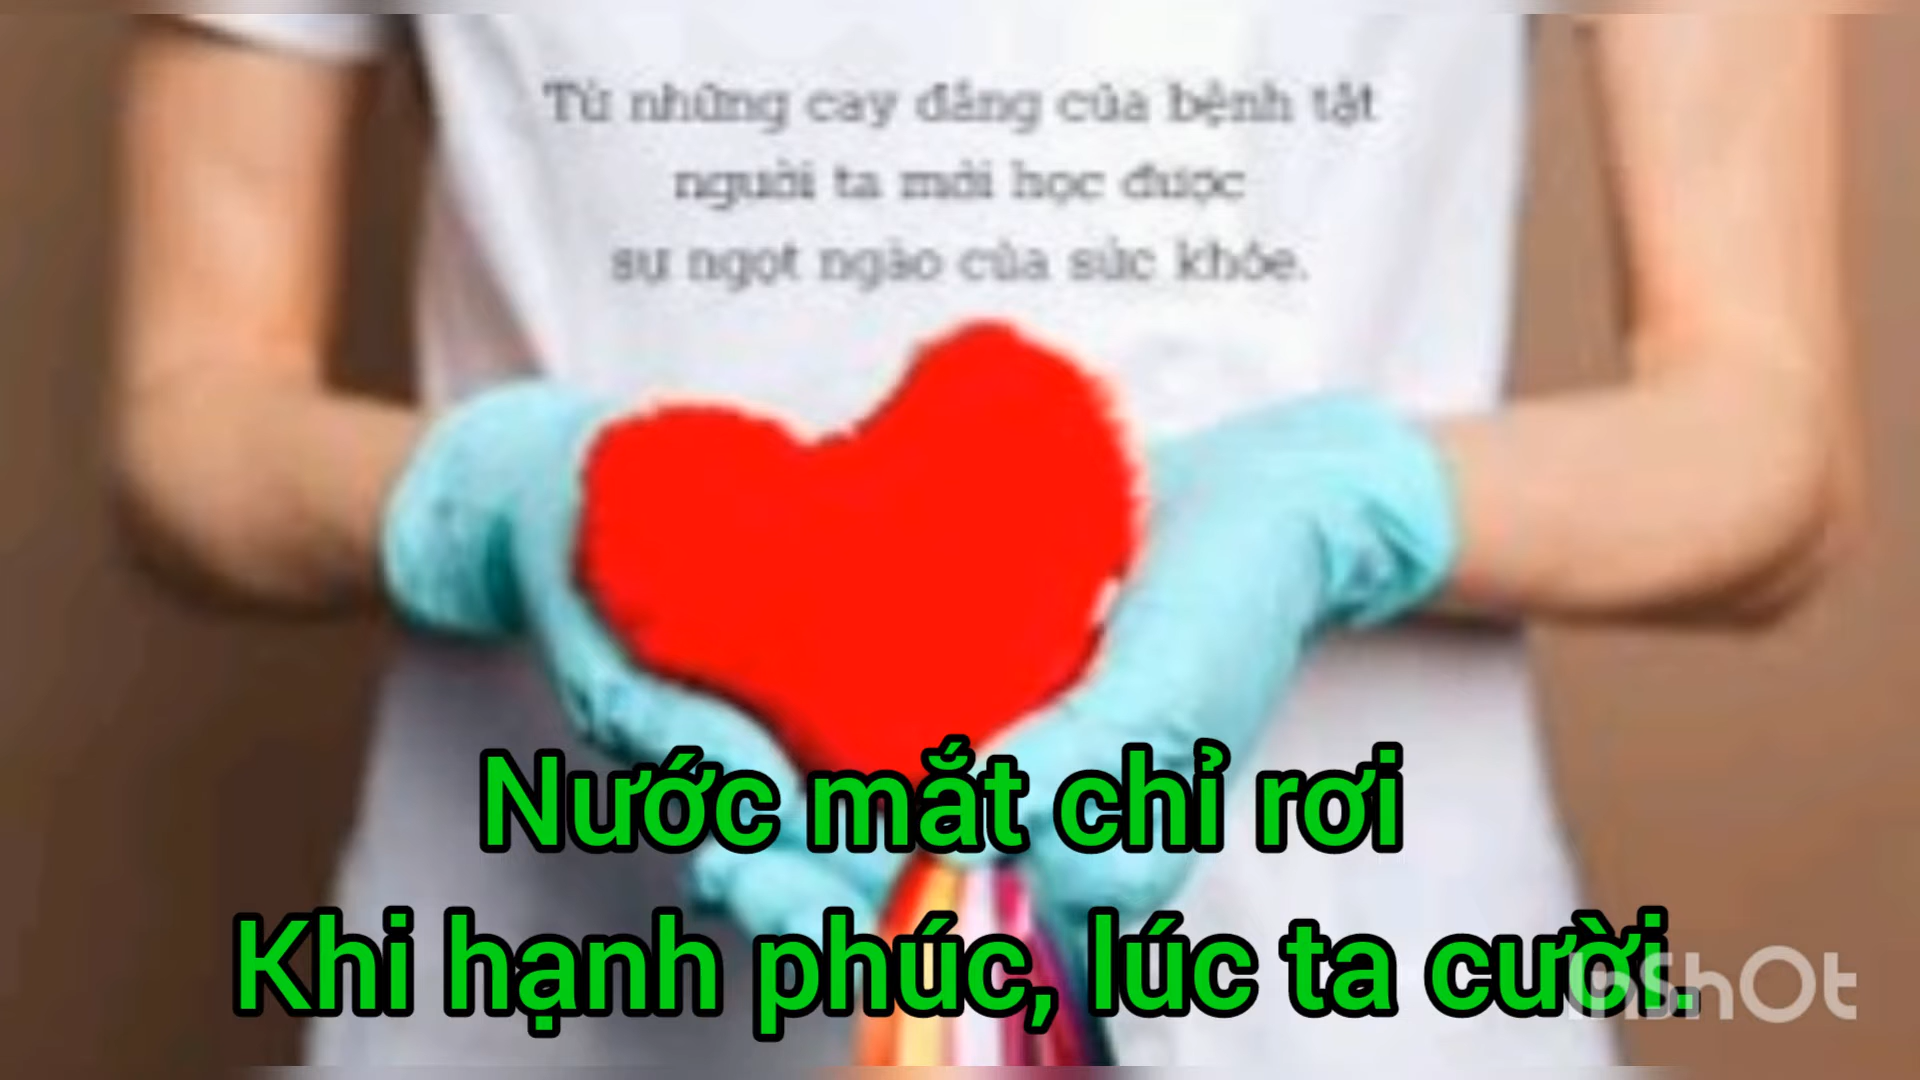 Từ những cay đắng của bệnh tật
người ta mới học được
sự ngọt ngào của sức khỏe.
Nước mắt chỉ rơi
Khi hạnh phúc, lúc ta cười.
InShOt